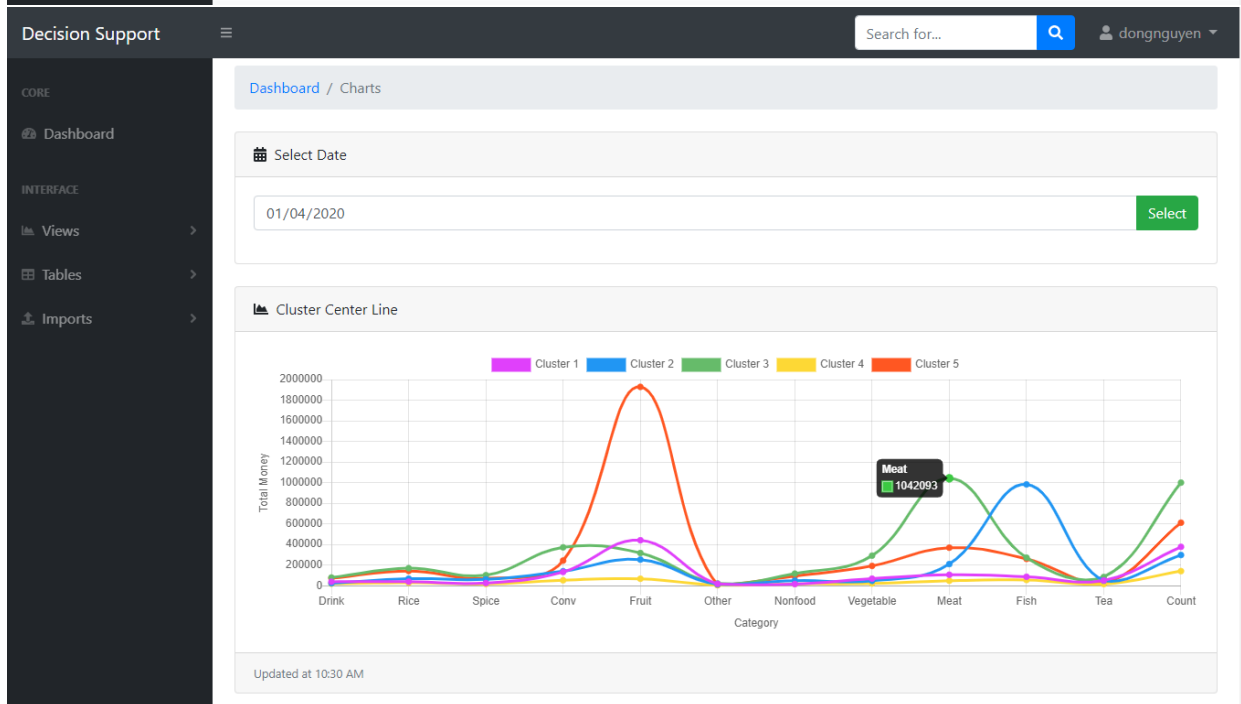 Decision Support
Search for...
dongnguyen
CORE
Dashboard
INTERFACE
Views
Tables
Imports
Dashboard / Charts
Select Date
01/04/2020 Select
Cluster Center Line
Cluster 1 Cluster 2 Cluster 3 Cluster 4 Cluster 5
2000000
1800000
1600000
1400000
1200000
1000000
800000
600000
400000
200000
0
Total Money
Meat
1042093
Drink Rice Spice Conv Fruit Other Nonfood Vegetable Meat Fish Tea Count
Category
Updated at 10:30 AM